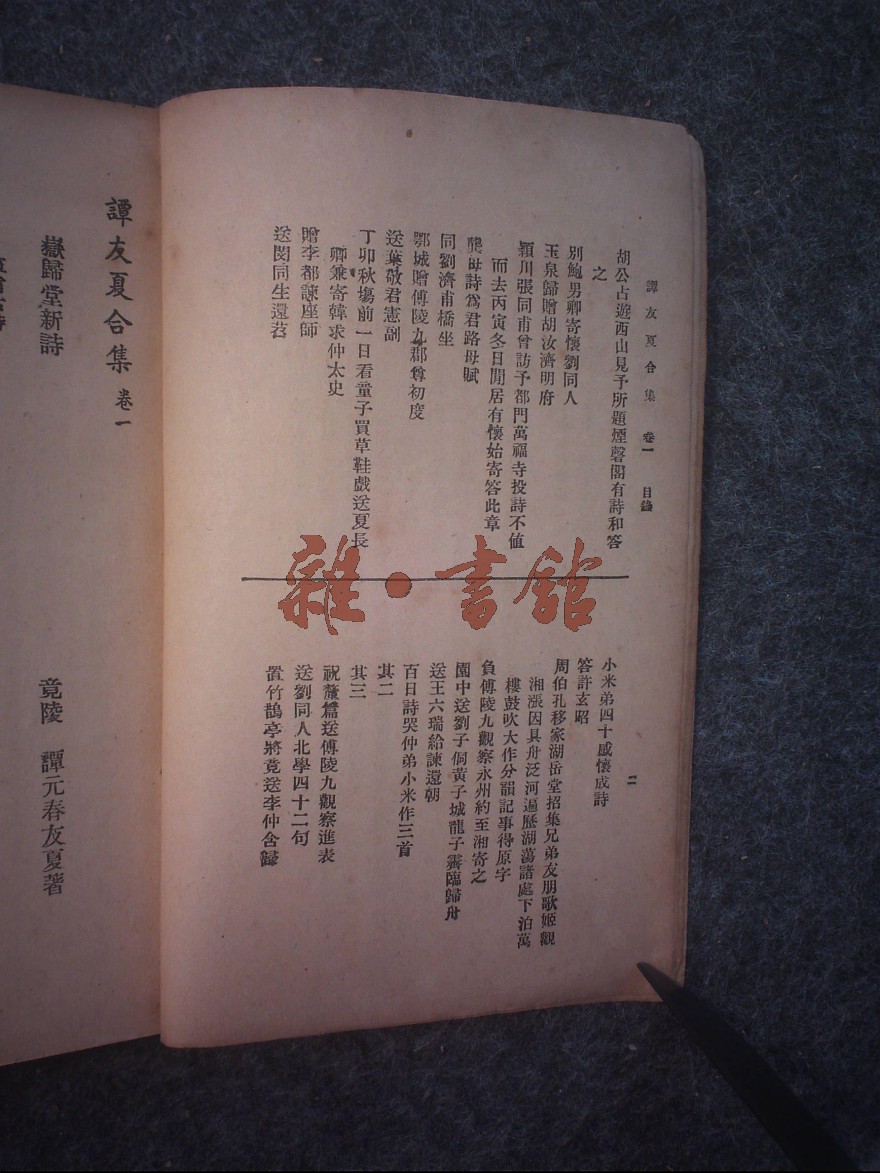 譚友夏合集 卷一 目錄
胡公占遊西山見予所題煙磬閣有詩和答
之
別鮑男卿寄懷劉同人
玉泉歸贈胡汝濟明府
潁川張同甫曾訪予都門萬福寺投詩不值
而去丙寅冬日閒居有懷始寄答此章
龔母詩爲君路母賦
同劉濟甫橋坐
鄂城贈傅陵九郡尊初度
送葉敬君憲副
丁卯秋塲前一日看童子買草鞋戲送夏長
卿兼寄韓求仲太史
贈李都諫座師
送閔同生還苕
二
小米弟四十感懷成詩
答許玄昭
周伯孔移家湖岳堂招集兄弟友朋歌姬觀
湘漲因具舟泛河遍歷湖蕩諸處下泊萬
樓鼓吹大作分韻記事得原字
負傅陵九觀察永州約至湘寄之
園中送劉子侗黃子城龍子霽臨歸舟
送王六瑞給諫還朝
百日詩哭仲弟小米作三首
其二
其三
祝釐篇送傅陵九觀察進表
送劉同人北學四十二句
置竹鵲亭將竟送李仲含歸
譚友夏合集 卷一
嶽歸堂新詩
竟陵 譚元春友夏著
雜·書館